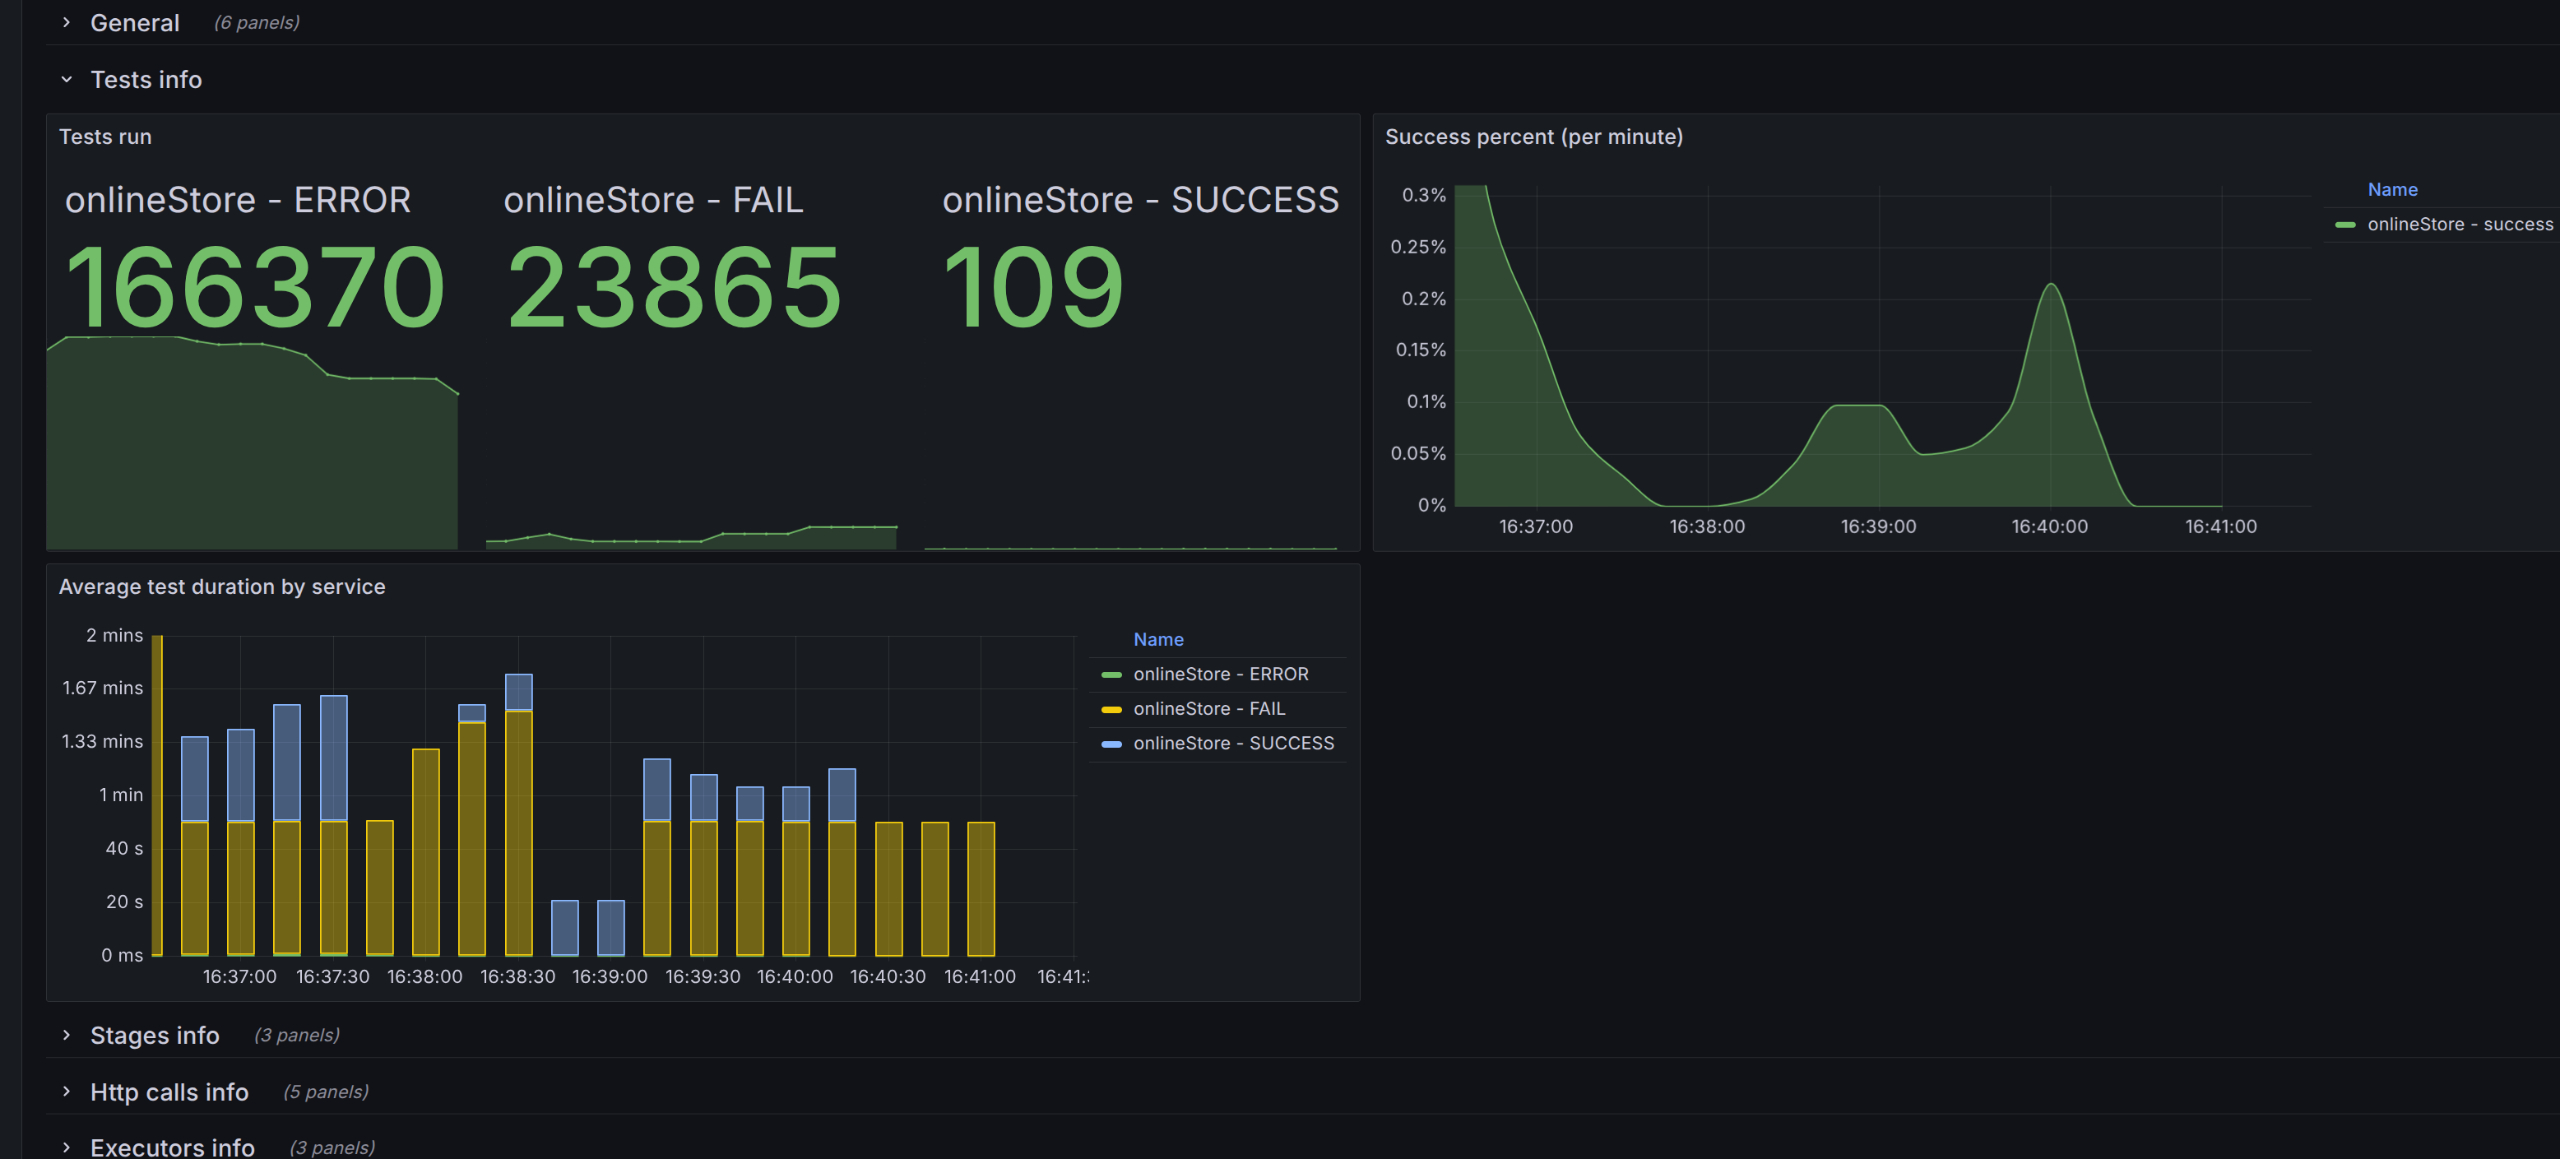 General (6 panels)
Tests info
Tests run
onlineStore - ERROR
166370
onlineStore - FAIL
23865
onlineStore - SUCCESS
109
Success percent (per minute)
0.3%
0.25%
0.2%
0.15%
0.1%
0.05%
0%
16:37:00 16:38:00 16:39:00 16:40:00 16:41:00
Name
onlineStore - success
Average test duration by service
2 mins
1.67 mins
1.33 mins
1 min
40 s
20 s
0 ms
16:37:00 16:37:30 16:38:00 16:38:30 16:39:00 16:39:30 16:40:00 16:40:30 16:41:00 16:41:
Name
onlineStore - ERROR
onlineStore - FAIL
onlineStore - SUCCESS
Stages info (3 panels)
Http calls info (5 panels)
Executors info (3 panels)